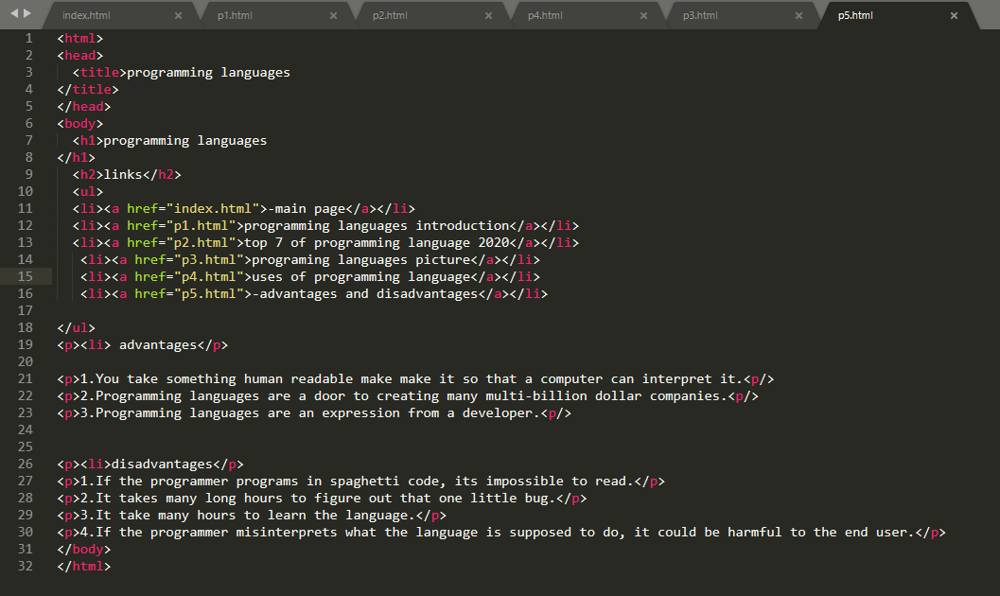 index.html × p1.html × p2.html × p4.html × p3.html × p5.html ×
1 <html>
2 <head>
3 <title>programming languages
4 </title>
5 </head>
6 <body>
7 <h1>programming languages
8 </h1>
9 <h2>links</h2>
10 <ul>
11 <li><a href="index.html">-main page</a></li>
12 <li><a href="p1.html">programming languages introduction</a></li>
13 <li><a href="p2.html">top 7 of programming language 2020</a></li>
14 <li><a href="p3.html">programing languages picture</a></li>
15 <li><a href="p4.html">uses of programming language</a></li>
16 <li><a href="p5.html">-advantages and disadvantages</a></li>
17
18 </ul>
19 <p><li> advantages</p>
20
21 <p>1.You take something human readable make make it so that a computer can interpret it.<p/>
22 <p>2.Programming languages are a door to creating many multi-billion dollar companies.<p/>
23 <p>3.Programming languages are an expression from a developer.<p/>
24
25
26 <p><li>disadvantages</p>
27 <p>1.If the programmer programs in spaghetti code, its impossible to read.</p>
28 <p>2.It takes many long hours to figure out that one little bug.</p>
29 <p>3.It take many hours to learn the language.</p>
30 <p>4.If the programmer misinterprets what the language is supposed to do, it could be harmful to the end user.</p>
31 </body>
32 </html>